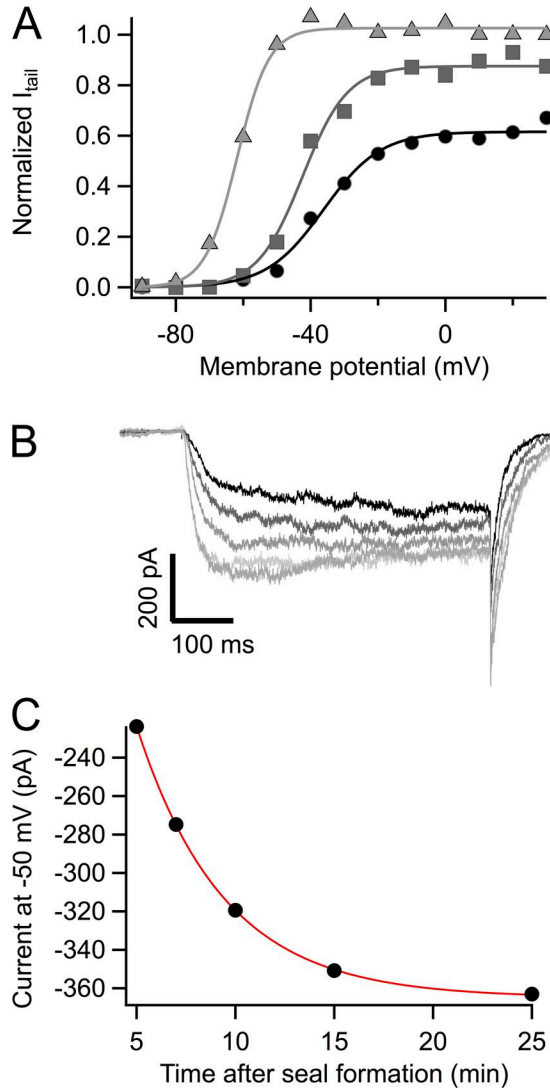 A
Normalized Itail
1.0
0.8
0.6
0.4
0.2
0.0
-80
-40
0
Membrane potential (mV)
B
200 pA
100 ms
C
Current at -50 mV (pA)
-240
-260
-280
-300
-320
-340
-360
5
10
15
20
25
Time after seal formation (min)